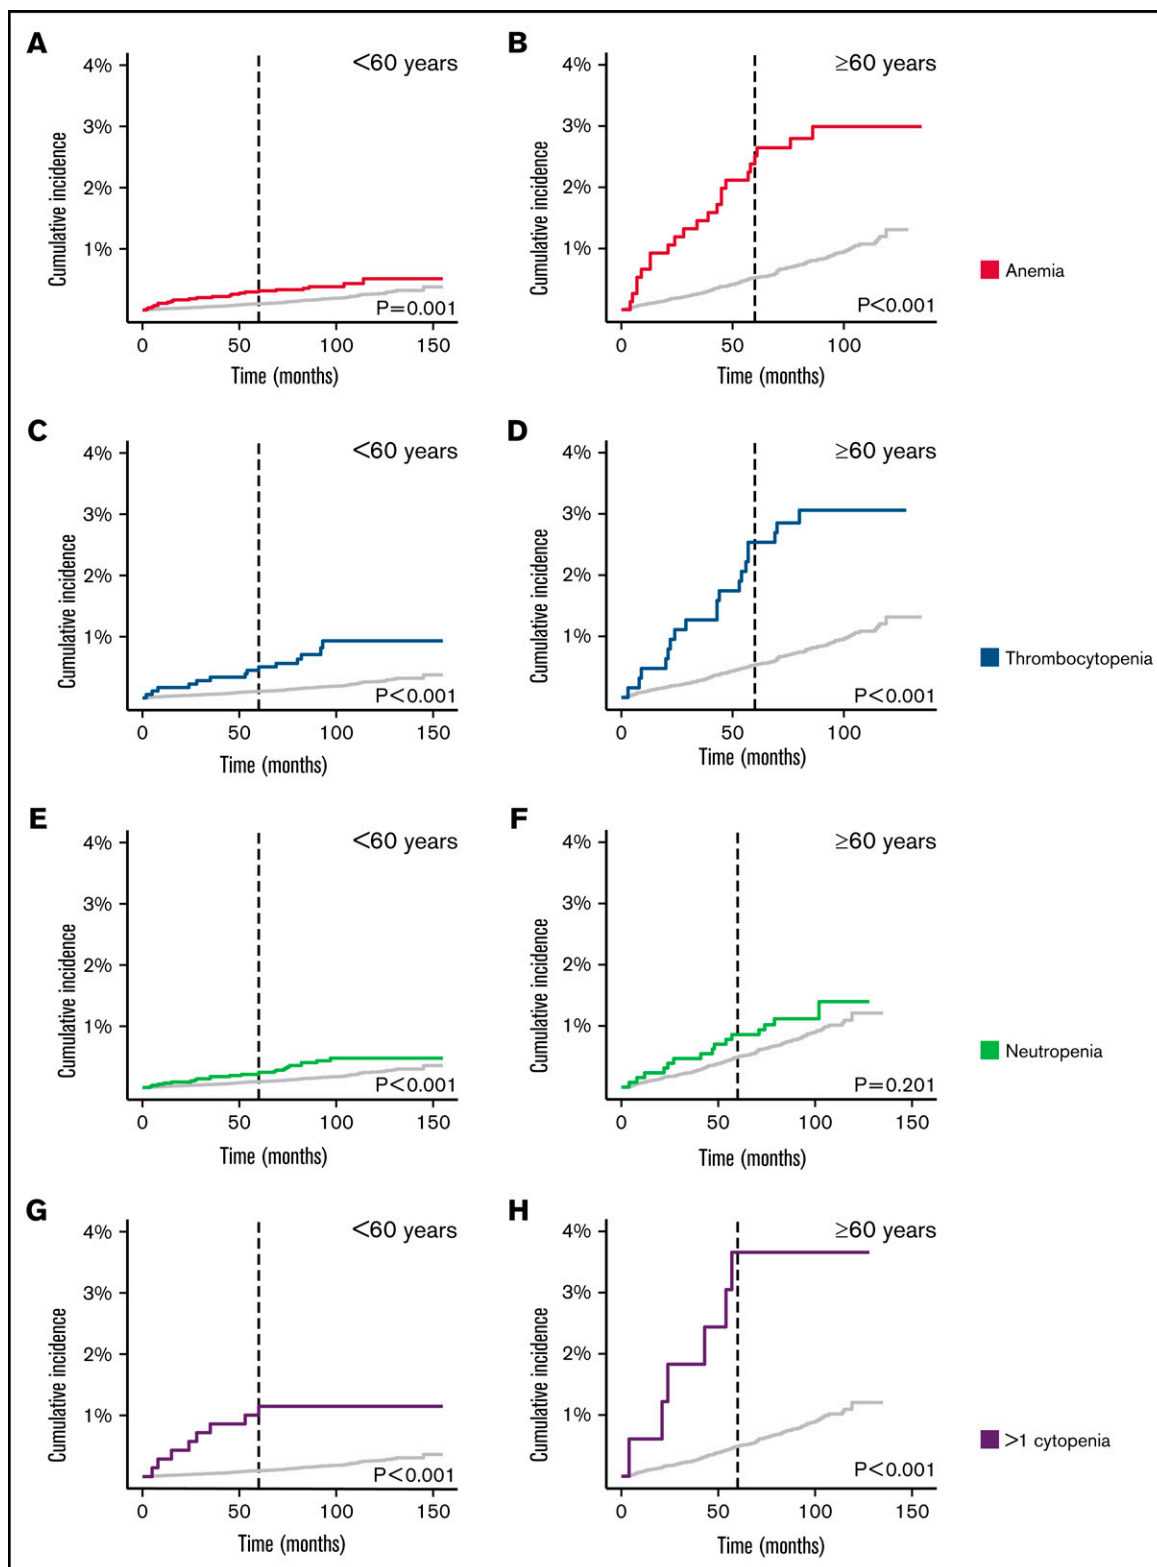 A
<60 years
4%
3%
2%
1%
Cumulative incidence
P=0.001
0 50 100 150
Time (months)
B
≥60 years
4%
3%
2%
1%
Cumulative incidence
P<0.001
0 50 100
Time (months)
Anemia
C
<60 years
4%
3%
2%
1%
Cumulative incidence
P<0.001
0 50 100 150
Time (months)
D
≥60 years
4%
3%
2%
1%
Cumulative incidence
P<0.001
0 50 100
Time (months)
Thrombocytopenia
E
<60 years
4%
3%
2%
1%
Cumulative incidence
P<0.001
0 50 100 150
Time (months)
F
≥60 years
4%
3%
2%
1%
Cumulative incidence
P=0.201
0 50 100 150
Time (months)
Neutropenia
G
<60 years
4%
3%
2%
1%
Cumulative incidence
P<0.001
0 50 100 150
Time (months)
H
≥60 years
4%
3%
2%
1%
Cumulative incidence
P<0.001
0 50 100 150
Time (months)
>1 cytopenia